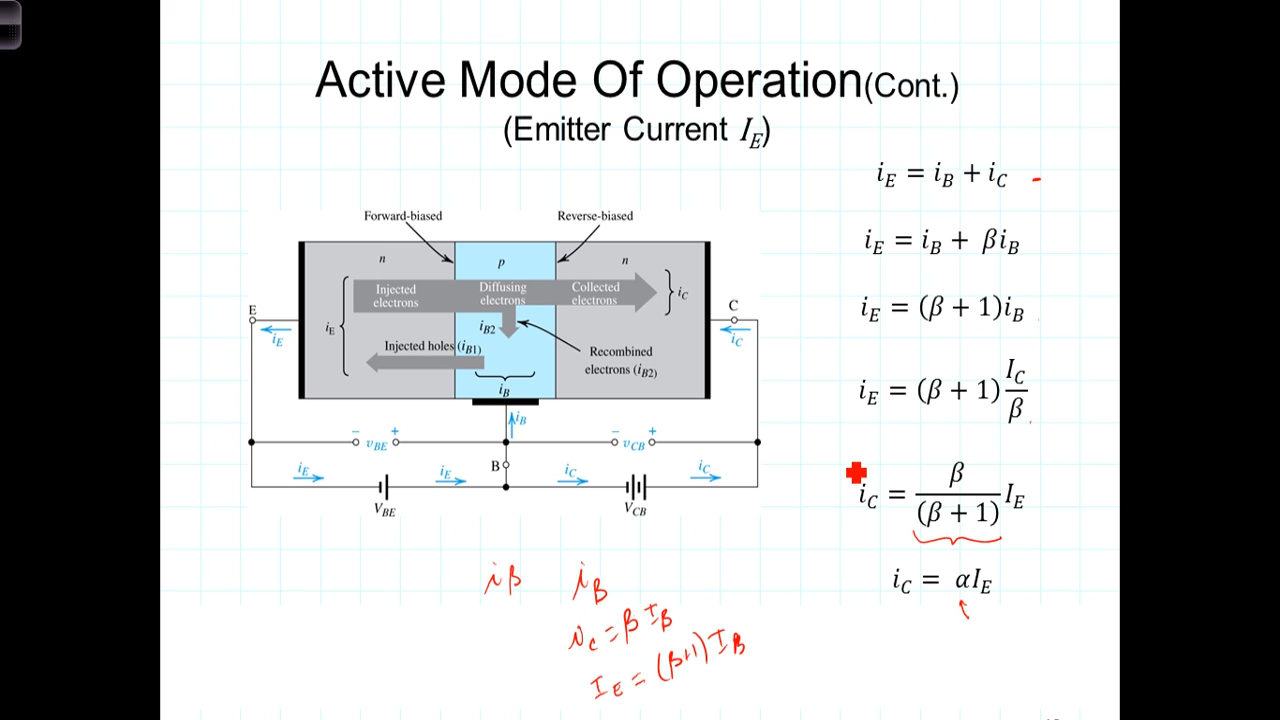 Active Mode Of Operation(Cont.)
(Emitter Current I_E)
i_E = i_B + i_C -
i_E = i_B + βi_B
i_E = (β + 1)i_B
i_E = (β + 1) I_C/β
i_C = β/(β + 1) I_E
i_C = αI_E
Forward-biased
Reverse-biased
n
p
n
Injected electrons
Diffusing electrons
Collected electrons
i_C
E
C
i_E
i_E
i_B2
i_C
Injected holes (i_B1)
Recombined
electrons (i_B2)
i_B
i_B
− v_BE +
− v_CB +
i_E
i_E
B
i_C
i_C
V_BE
V_CB
iβ
i_B
i_C = β I_B
I_E = (β+1) I_B